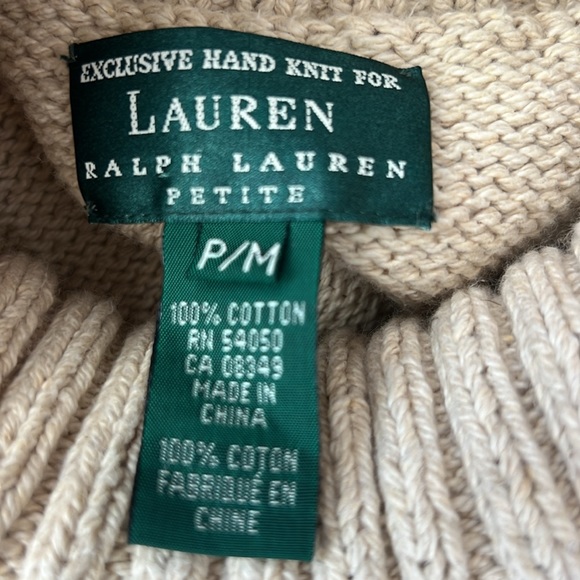 EXCLUSIVE HAND KNIT FOR
LAUREN
RALPH LAUREN
PETITE
P/M
100% COTTON
RN 54050
CA 08349
MADE IN
CHINA
100% COTON
FABRIQUÉ EN
CHINE